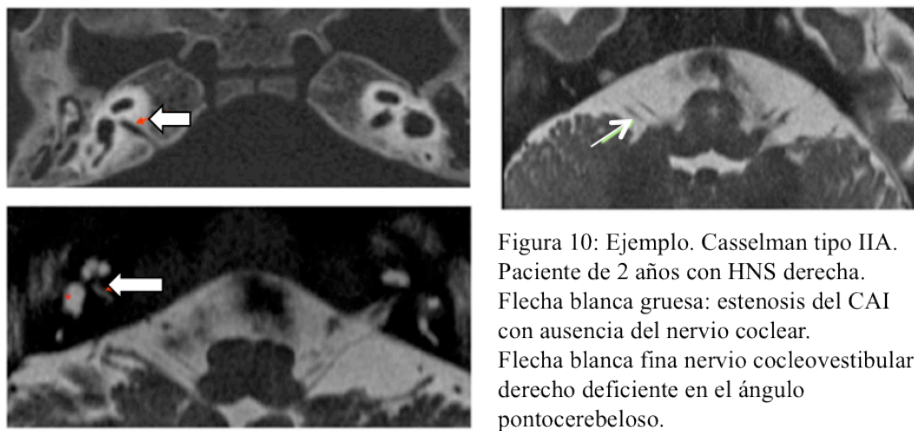 Figura 10: Ejemplo. Casselman tipo IIA.
Paciente de 2 años con HNS derecha.
Flecha blanca gruesa: estenosis del CAI
con ausencia del nervio coclear.
Flecha blanca fina nervio cocleovestibular
derecho deficiente en el ángulo
pontocerebeloso.